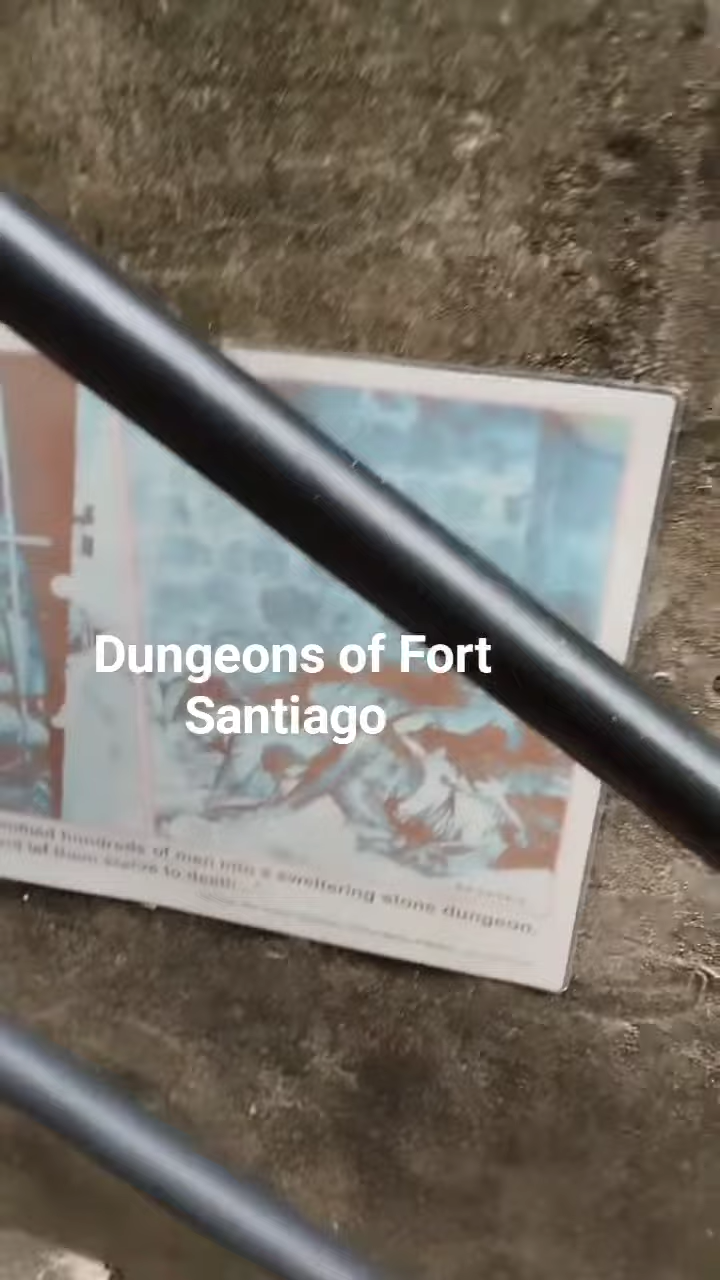 Dungeons of Fort
Santiago
hundreds of men into a sweltering stone dungeon,
let them starve to death.